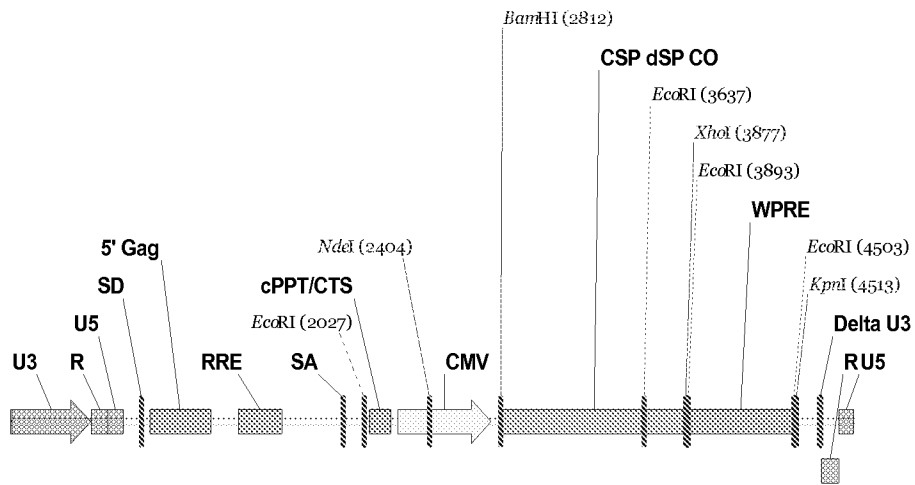 BamHI (2812)
CSP dSP CO
EcoRI (3637)
XhoI (3877)
EcoRI (3893)
WPRE
5' Gag
NdeI (2404)
EcoRI (4503)
SD
cPPT/CTS
KpnI (4513)
U5
EcoRI (2027)
Delta U3
U3
R
RRE
SA
CMV
R U5